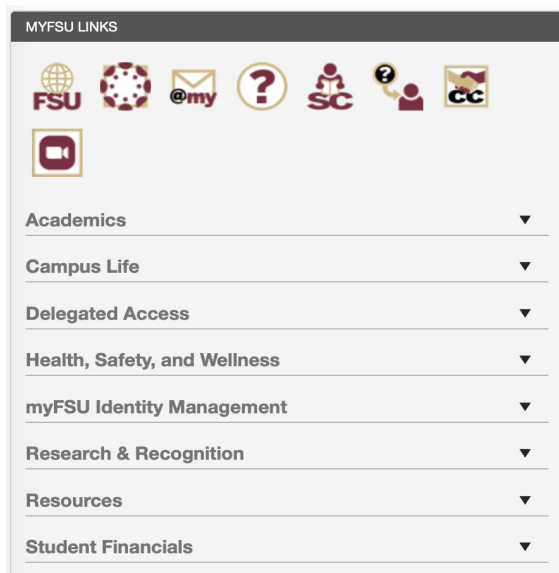 MYFSU LINKS
FSU @my ? SC ? CC
Academics
Campus Life
Delegated Access
Health, Safety, and Wellness
myFSU Identity Management
Research & Recognition
Resources
Student Financials